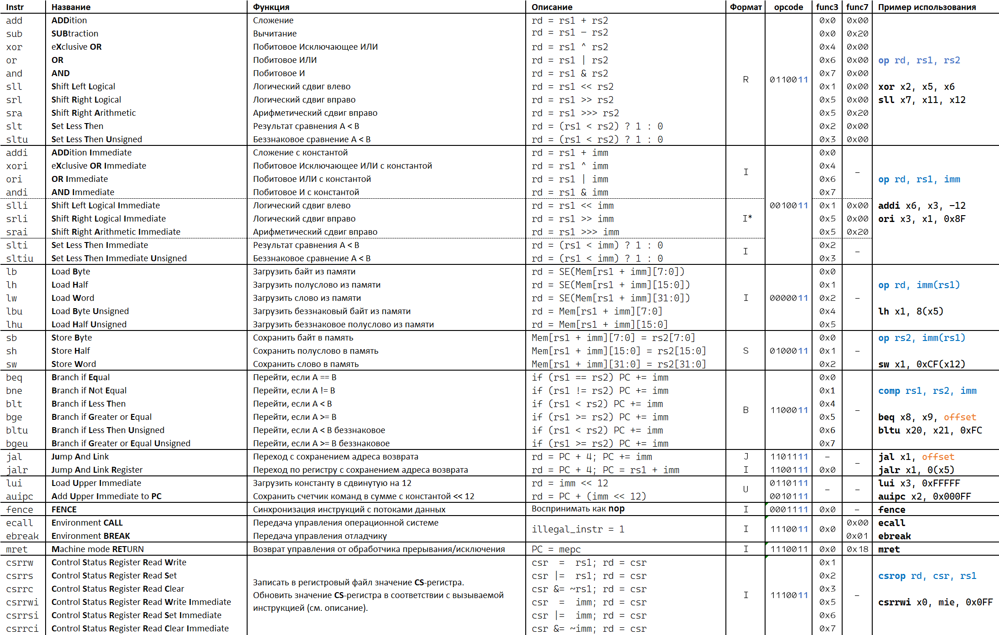 Instr Название Функция Описание Формат opcode func3 func7 Пример использования
add ADDition Сложение rd = rs1 + rs2 0x0 0x00
sub SUBtraction Вычитание rd = rs1 − rs2 0x0 0x20
xor eXclusive OR Побитовое Исключающее ИЛИ rd = rs1 ^ rs2 0x4 0x00
or OR Побитовое ИЛИ rd = rs1 | rs2 0x6 0x00 op rd, rs1, rs2
and AND Побитовое И rd = rs1 & rs2 0x7 0x00
R 0110011
sll Shift Left Logical Логический сдвиг влево rd = rs1 << rs2 0x1 0x00 xor x2, x5, x6
srl Shift Right Logical Логический сдвиг вправо rd = rs1 >> rs2 0x5 0x00 sll x7, x11, x12
sra Shift Right Arithmetic Арифметический сдвиг вправо rd = rs1 >>> rs2 0x5 0x20
slt Set Less Then Результат сравнения A < B rd = (rs1 < rs2) ? 1 : 0 0x2 0x00
sltu Set Less Then Unsigned Беззнаковое сравнение A < B rd = (rs1 < rs2) ? 1 : 0 0x3 0x00
addi ADDition Immediate Сложение с константой rd = rs1 + imm 0x0
xori eXclusive OR Immediate Побитовое Исключающее ИЛИ с константой rd = rs1 ^ imm 0x4
I –
ori OR Immediate Побитовое ИЛИ с константой rd = rs1 | imm 0x6 op rd, rs1, imm
andi AND Immediate Побитовое И с константой rd = rs1 & imm 0x7
slli Shift Left Logical Immediate Логический сдвиг влево rd = rs1 << imm 0010011 0x1 0x00 addi x6, x3, −12
srli Shift Right Logical Immediate Логический сдвиг вправо rd = rs1 >> imm I* 0x5 0x00 ori x3, x1, 0x8F
srai Shift Right Arithmetic Immediate Арифметический сдвиг вправо rd = rs1 >>> imm 0x5 0x20
slti Set Less Then Immediate Результат сравнения A < B rd = (rs1 < imm) ? 1 : 0 0x2
I –
sltiu Set Less Then Immediate Unsigned Беззнаковое сравнение A < B rd = (rs1 < imm) ? 1 : 0 0x3
lb Load Byte Загрузить байт из памяти rd = SE(Mem[rs1 + imm][7:0]) 0x0
lh Load Half Загрузить полуслово из памяти rd = SE(Mem[rs1 + imm][15:0]) 0x1 op rd, imm(rs1)
lw Load Word Загрузить слово из памяти rd = SE(Mem[rs1 + imm][31:0]) I 0000011 0x2 –
lbu Load Byte Unsigned Загрузить беззнаковый байт из памяти rd = Mem[rs1 + imm][7:0] 0x4 lh x1, 8(x5)
lhu Load Half Unsigned Загрузить беззнаковое полуслово из памяти rd = Mem[rs1 + imm][15:0] 0x5
sb Store Byte Сохранить байт в память Mem[rs1 + imm][7:0] = rs2[7:0] 0x0 op rs2, imm(rs1)
sh Store Half Сохранить полуслово в память Mem[rs1 + imm][15:0] = rs2[15:0] S 0100011 0x1 –
sw Store Word Сохранить слово в память Mem[rs1 + imm][31:0] = rs2[31:0] 0x2 sw x1, 0xCF(x12)
beq Branch if Equal Перейти, если A == B if (rs1 == rs2) PC += imm 0x0
bne Branch if Not Equal Перейти, если A != B if (rs1 != rs2) PC += imm 0x1 comp rs1, rs2, imm
blt Branch if Less Then Перейти, если A < B if (rs1 < rs2) PC += imm 0x4
B 1100011 –
bge Branch if Greater or Equal Перейти, если A >= B if (rs1 >= rs2) PC += imm 0x5 beq x8, x9, offset
bltu Branch if Less Then Unsigned Перейти, если A < B беззнаковое if (rs1 < rs2) PC += imm 0x6 bltu x20, x21, 0xFC
bgeu Branch if Greater or Equal Unsigned Перейти, если A >= B беззнаковое if (rs1 >= rs2) PC += imm 0x7
jal Jump And Link Переход с сохранением адреса возврата rd = PC + 4; PC += imm J 1101111 – jal x1, offset
–
jalr Jump And Link Register Переход по регистру с сохранением адреса возврата rd = PC + 4; PC = rs1 + imm I 1100111 0x0 jalr x1, 0(x5)
lui Load Upper Immediate Загрузить константу в сдвинутую на 12 rd = imm << 12 0110111 lui x3, 0xFFFFF
U – –
auipc Add Upper Immediate to PC Сохранить счетчик команд в сумме с константой << 12 rd = PC + (imm << 12) 0010111 auipc x2, 0x000FF
fence FENCE Синхронизация инструкций с потоками данных Воспринимать как nop I 0001111 0x0 – fence
ecall Environment CALL Передача управления операционной системе 0x00 ecall
illegal_instr = 1 I 1110011 0x0
ebreak Environment BREAK Передача управления отладчику 0x01 ebreak
mret Machine mode RETURN Возврат управления от обработчика прерывания/исключения PC = mepc I 1110011 0x0 0x18 mret
csrrw Control Status Register Read Write csr = rs1; rd = csr 0x1
csrrs Control Status Register Read Set csr |= rs1; rd = csr 0x2 csrop rd, csr, rs1
Записать в регистровый файл значение CS-регистра.
csrrc Control Status Register Read Clear csr &= ~rs1; rd = csr 0x3
Обновить значение CS-регистра в соответствии с вызываемой I 1110011 –
csrrwi Control Status Register Read Write Immediate csr = imm; rd = csr 0x5 csrrwi x0, mie, 0x0FF
инструкцией (см. описание).
csrrsi Control Status Register Read Set Immediate csr |= imm; rd = csr 0x6
csrrci Control Status Register Read Clear Immediate csr &= ~imm; rd = csr 0x7